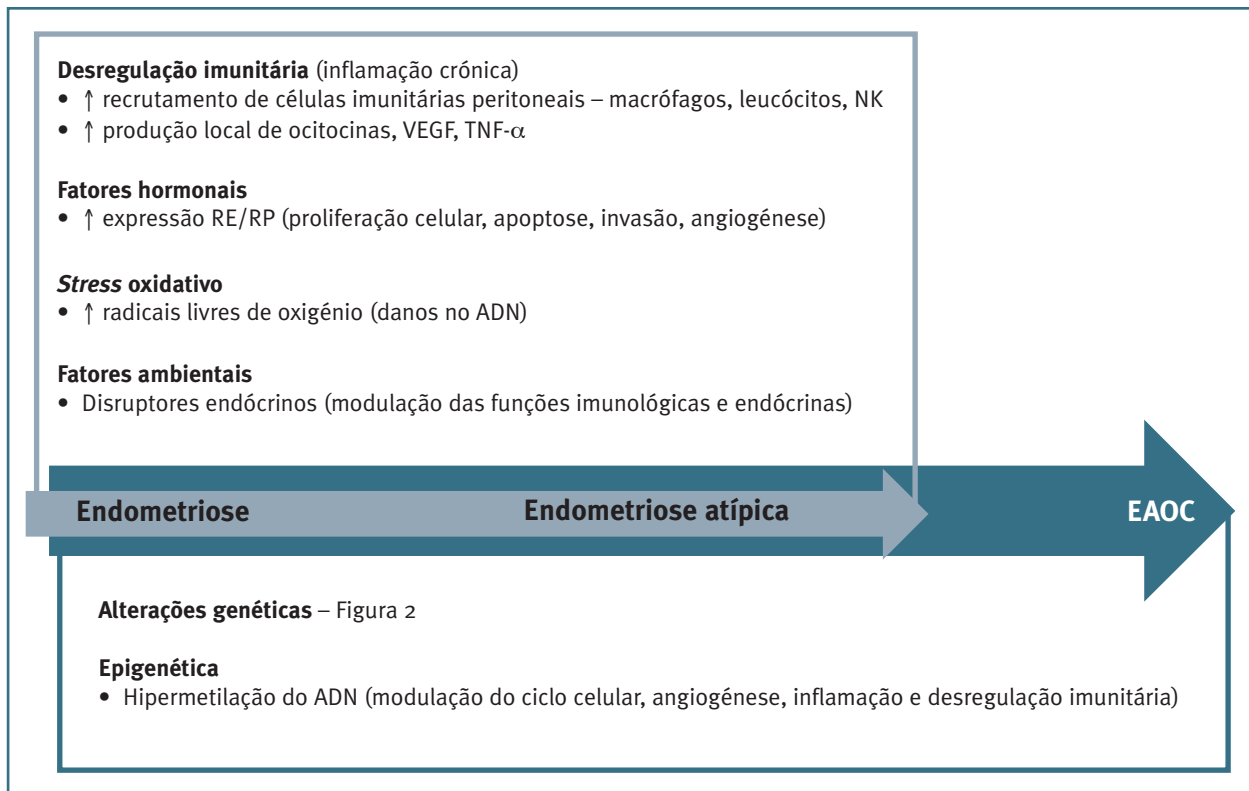 Desregulação imunitária (inflamação crónica)
• ↑ recrutamento de células imunitárias peritoneais – macrófagos, leucócitos, NK
• ↑ produção local de ocitocinas, VEGF, TNF-α
Fatores hormonais
• ↑ expressão RE/RP (proliferação celular, apoptose, invasão, angiogénese)
Stress oxidativo
• ↑ radicais livres de oxigénio (danos no ADN)
Fatores ambientais
• Disruptores endócrinos (modulação das funções imunológicas e endócrinas)
Endometriose Endometriose atípica EAOC
Alterações genéticas – Figura 2
Epigenética
• Hipermetilação do ADN (modulação do ciclo celular, angiogénese, inflamação e desregulação imunitária)